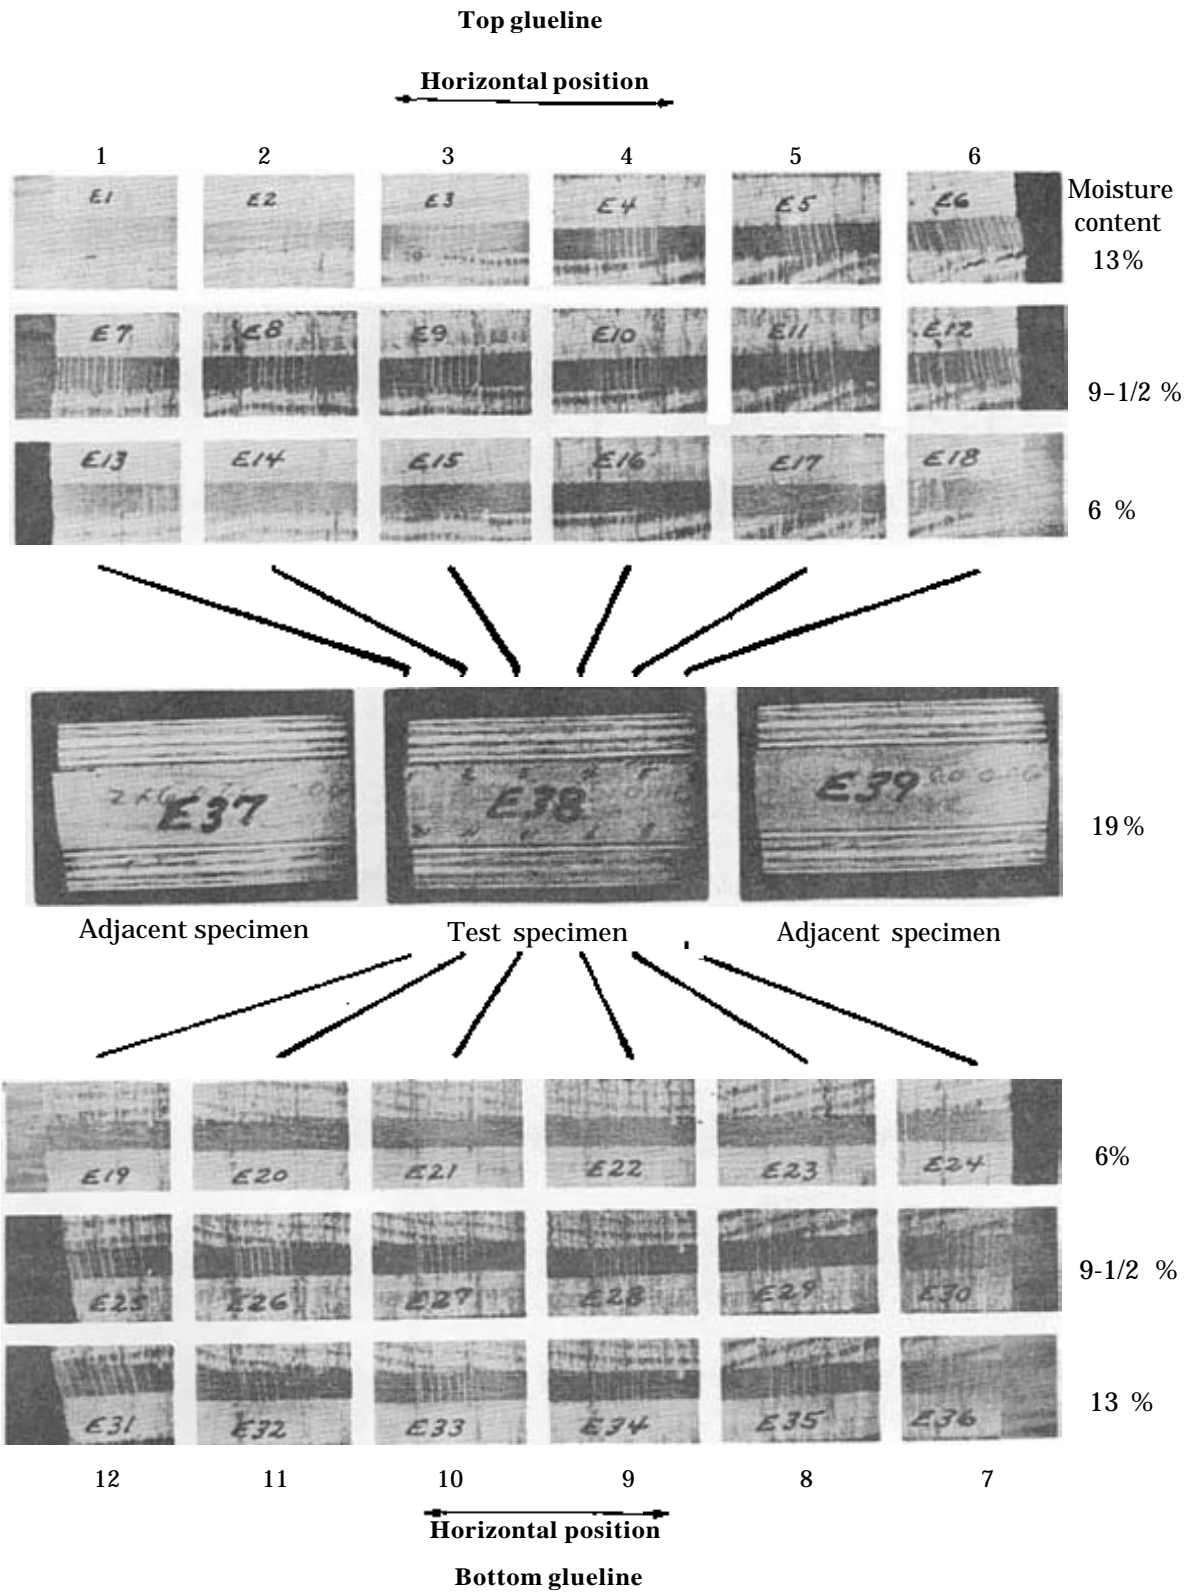 Top glueline
Horizontal position
1 2 3 4 5 6
E1 E2 E3 E4 E5 E6
Moisture
content
13%
E7 E8 E9 E10 E11 E12
9-1/2 %
E13 E14 E15 E16 E17 E18
6 %
E37 E38 E39
19%
Adjacent specimen Test specimen Adjacent specimen
E19 E20 E21 E22 E23 E24
6%
E25 E26 E27 E28 E29 E30
9-1/2 %
E31 E32 E33 E34 E35 E36
13 %
12 11 10 9 8 7
Horizontal position
Bottom glueline